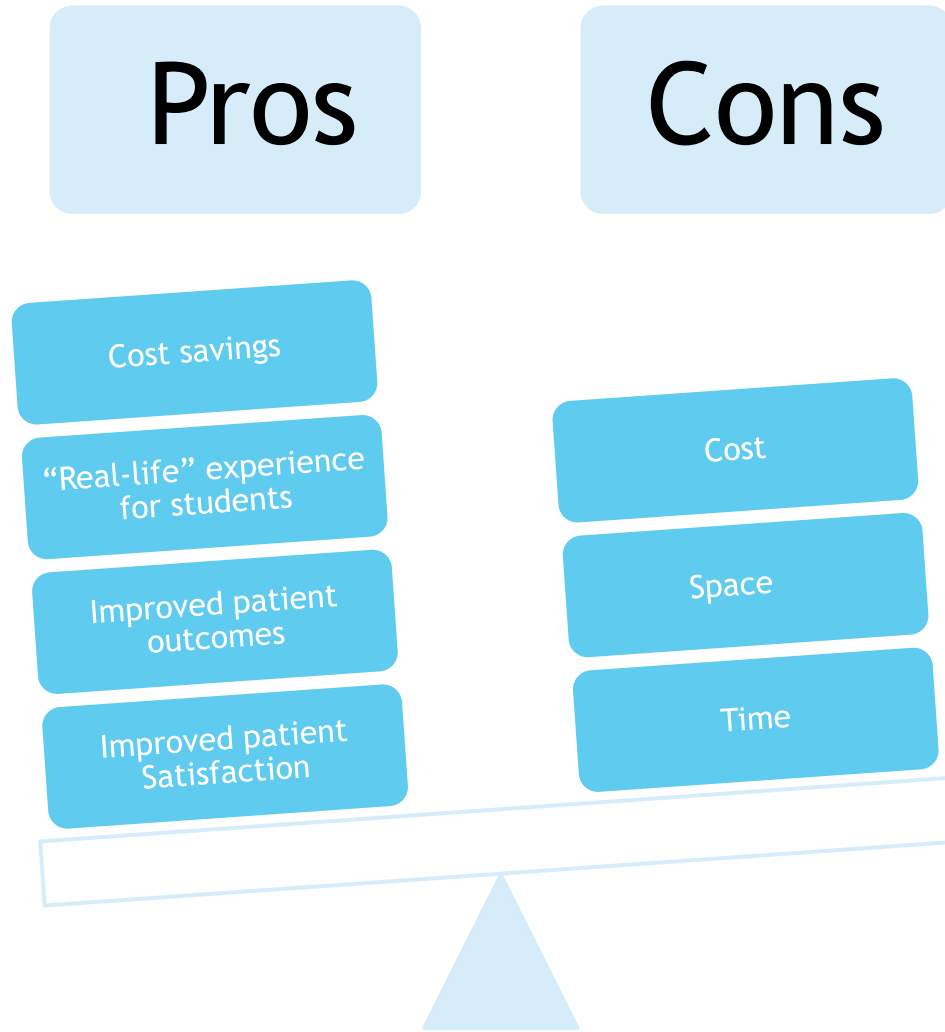 Pros
Cons
Cost savings
“Real-life” experience
for students
Improved patient
outcomes
Improved patient
Satisfaction
Cost
Space
Time